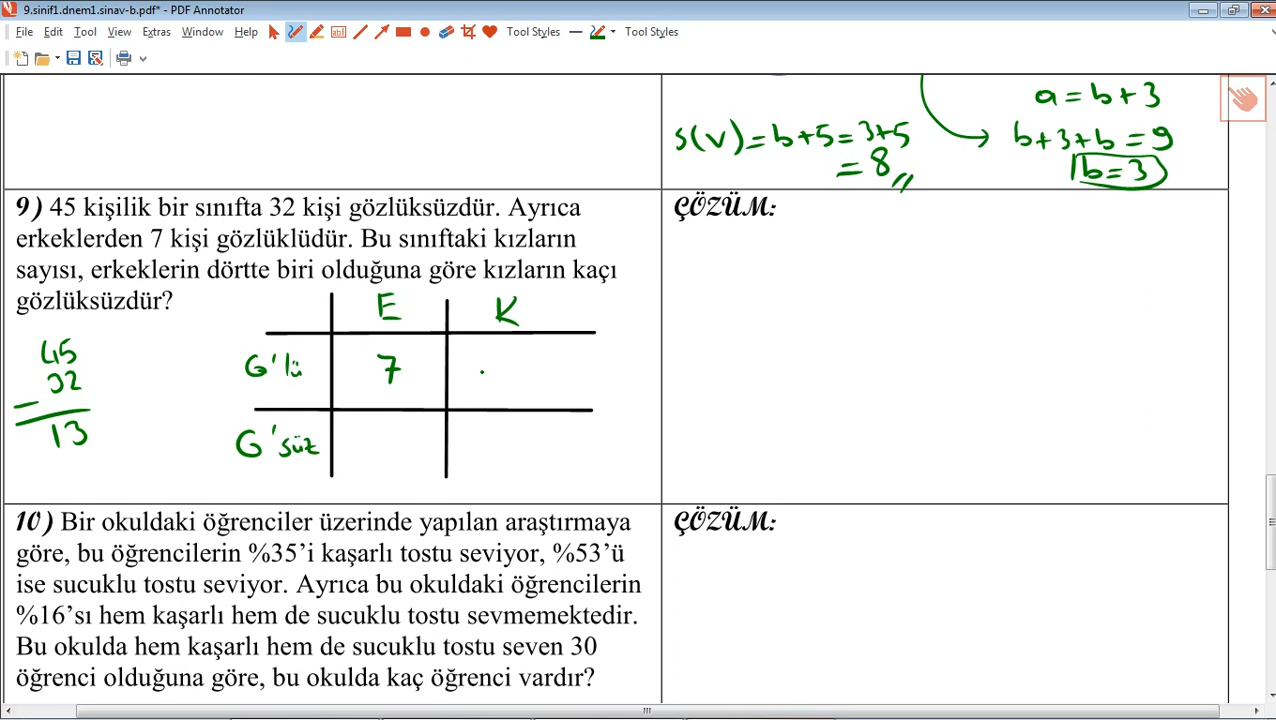 9.sinif1.dnem1.sinav-b.pdf* - PDF Annotator
File Edit Tool View Extras Window Help Tool Styles Tool Styles
a = b + 3
s(V) = b+5 = 3+5
= 8
b+3+b = 9
b = 3
9) 45 kişilik bir sınıfta 32 kişi gözlüksüzdür. Ayrıca
erkeklerden 7 kişi gözlüklüdür. Bu sınıftaki kızların
sayısı, erkeklerin dörtte biri olduğuna göre kızların kaçı
gözlüksüzdür?
E K
G'lü 7
G'süz
45
32
-
13
ÇÖZÜM:
10) Bir okuldaki öğrenciler üzerinde yapılan araştırmaya
göre, bu öğrencilerin %35’i kaşarlı tostu seviyor, %53’ü
ise sucuklu tostu seviyor. Ayrıca bu okuldaki öğrencilerin
%16’sı hem kaşarlı hem de sucuklu tostu sevmemektedir.
Bu okulda hem kaşarlı hem de sucuklu tostu seven 30
öğrenci olduğuna göre, bu okulda kaç öğrenci vardır?
ÇÖZÜM: